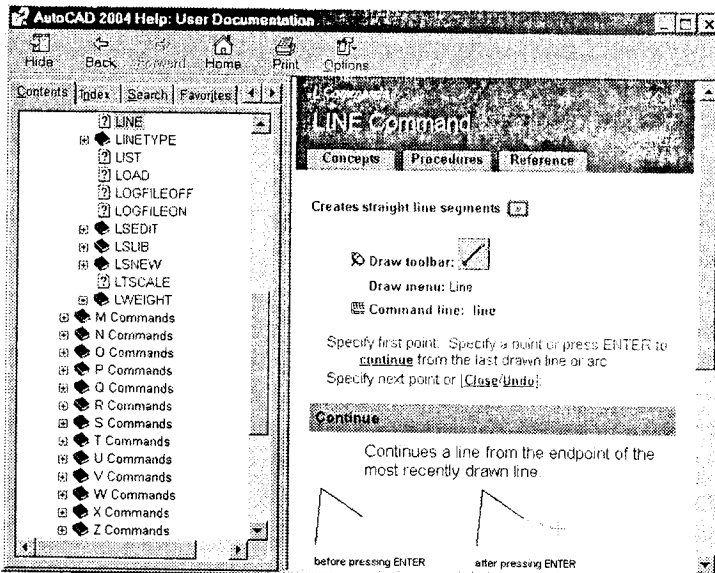 AutoCAD 2004 Help: User Documentation
Hide Back Forward Home Print Options
Contents Index Search Favorites
LINE
LINETYPE
LIST
LOAD
LOGFILEOFF
LOGFILEON
LSEDIT
LSLIB
LSNEW
LTSCALE
LWEIGHT
M Commands
N Commands
O Commands
P Commands
Q Commands
R Commands
S Commands
T Commands
U Commands
V Commands
W Commands
X Commands
Z Commands
L Commands
LINE Command
Concepts Procedures Reference
Creates straight line segments
Draw toolbar:
Draw menu: Line
Command line: line
Specify first point: Specify a point or press ENTER to
continue from the last drawn line or arc
Specify next point or [Close/Undo]:
Continue
Continues a line from the endpoint of the
most recently drawn line.
before pressing ENTER after pressing ENTER